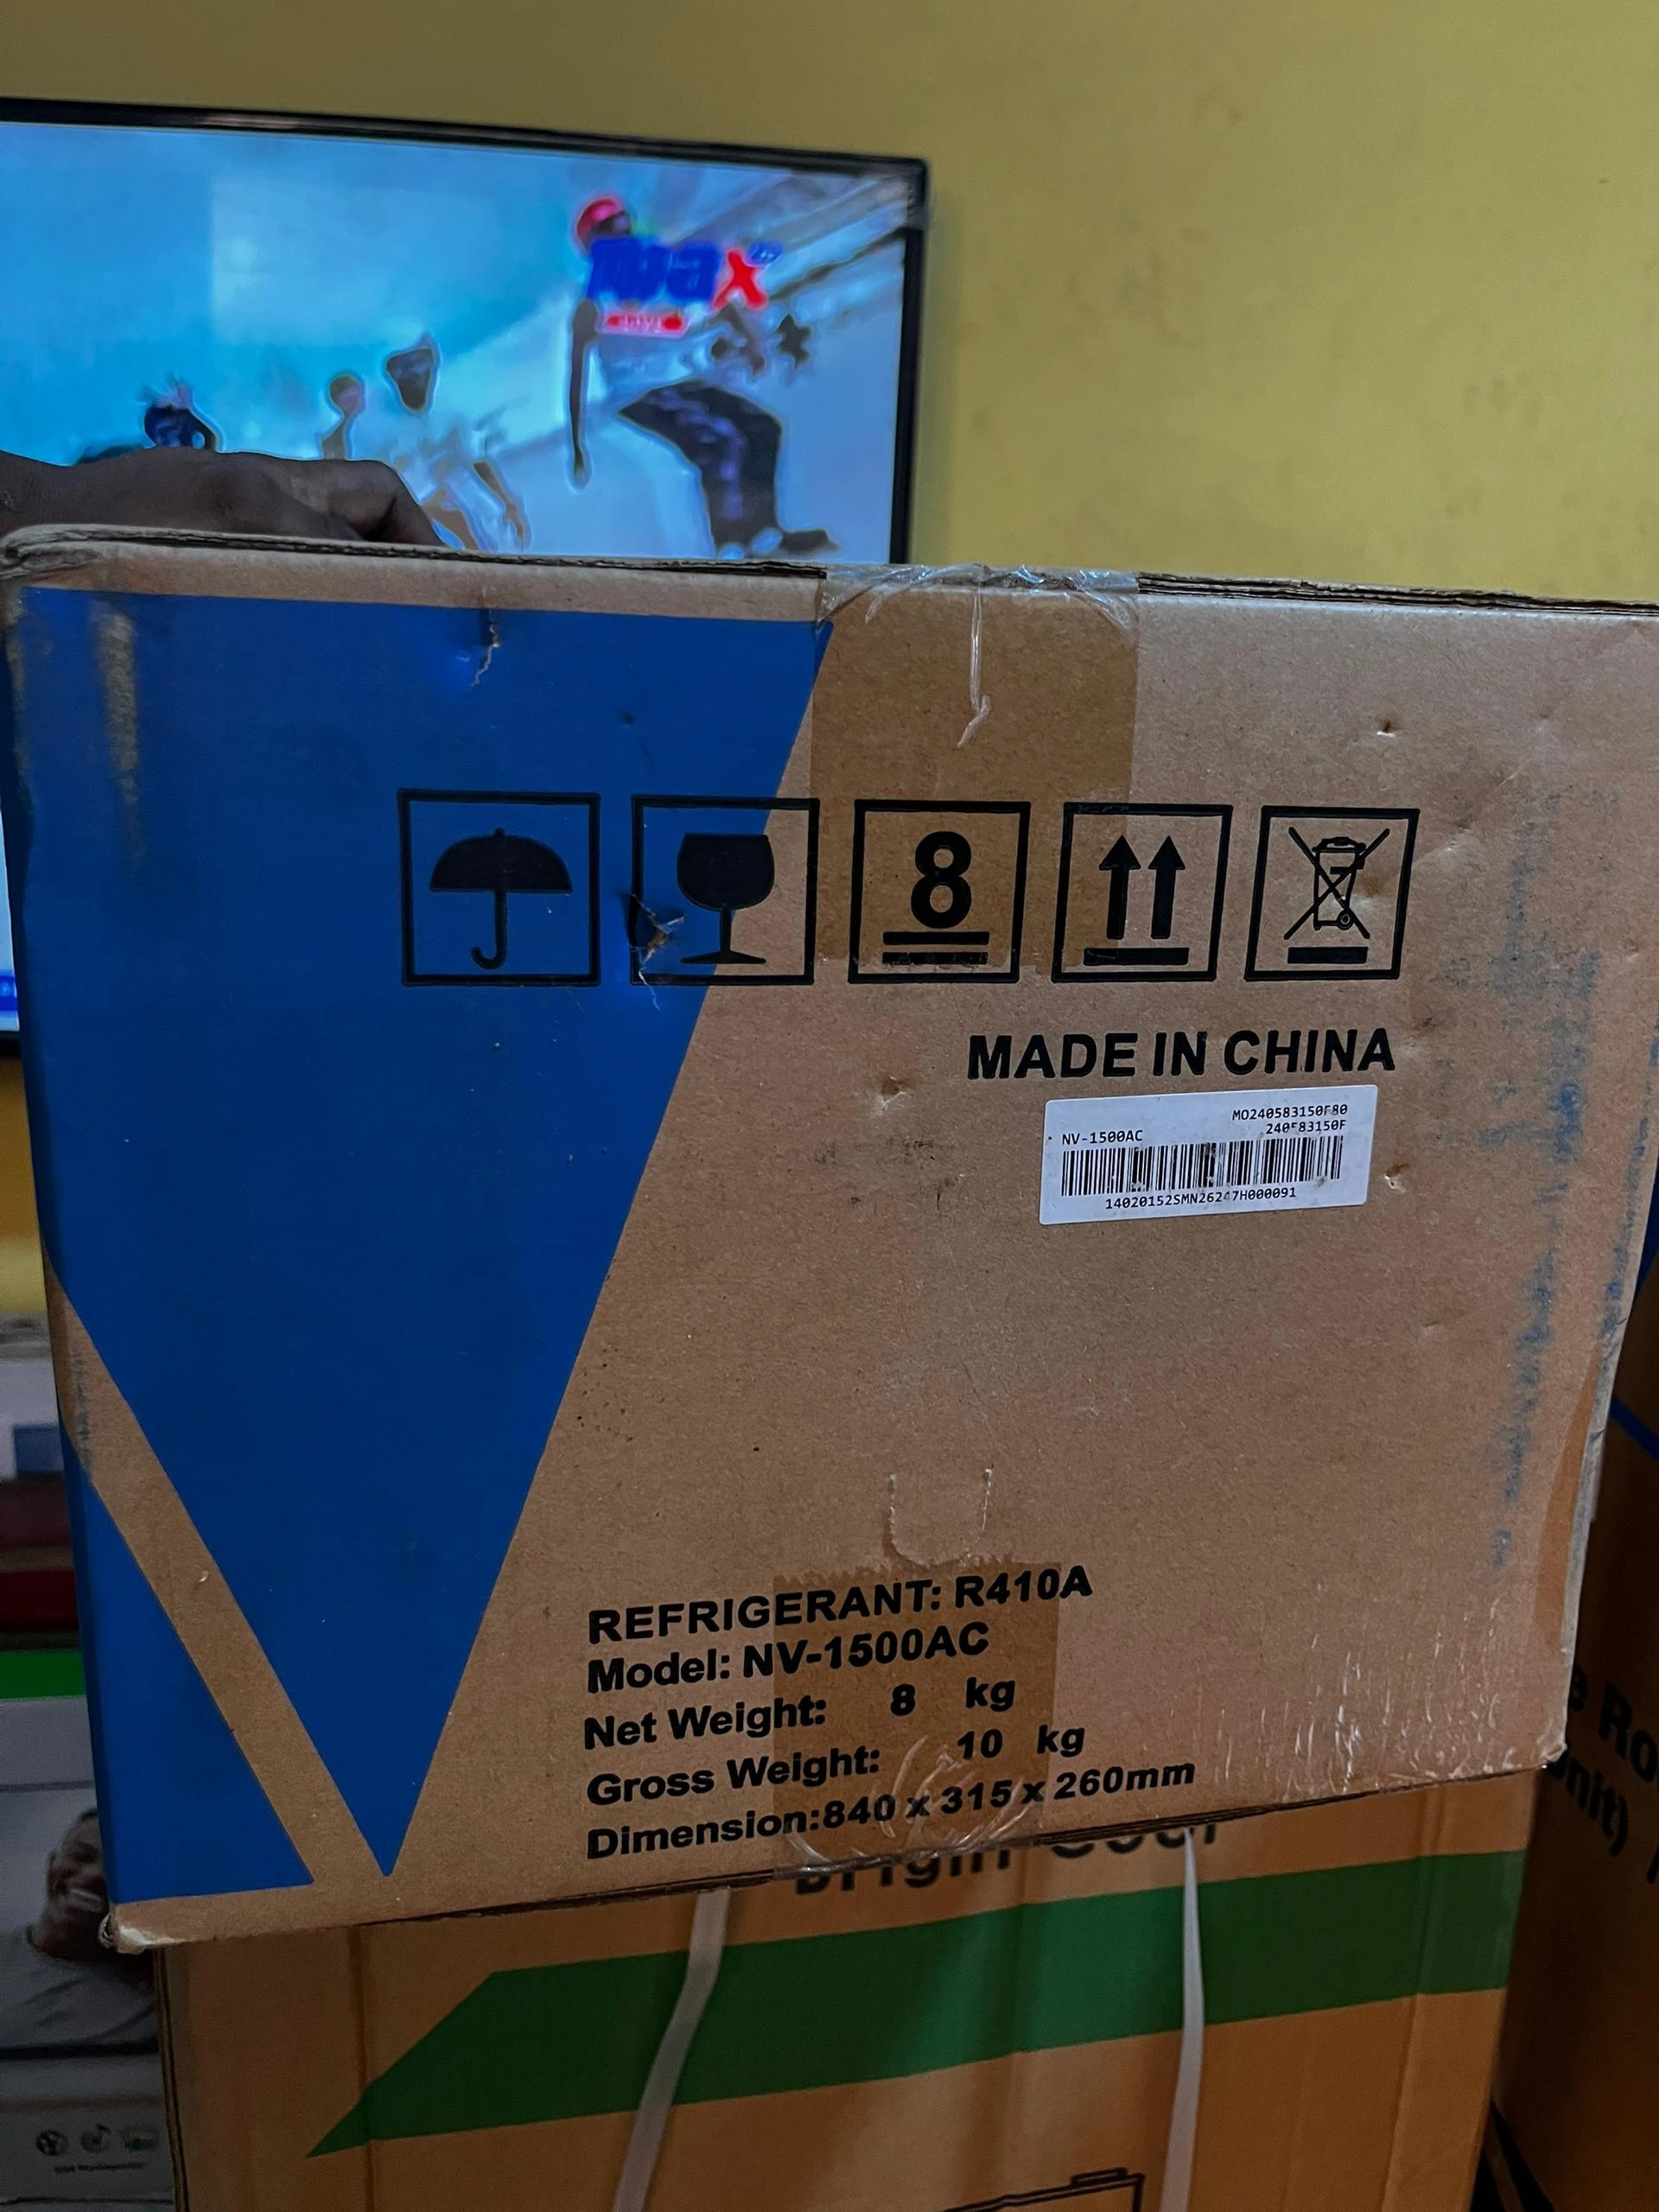 8
MADE IN CHINA
NV-1500AC
REFRIGERANT: R410A
Model: NV-1500AC
Net Weight: 8 kg
Gross Weight: 10 kg
Dimension:840 x 315 x 260mm